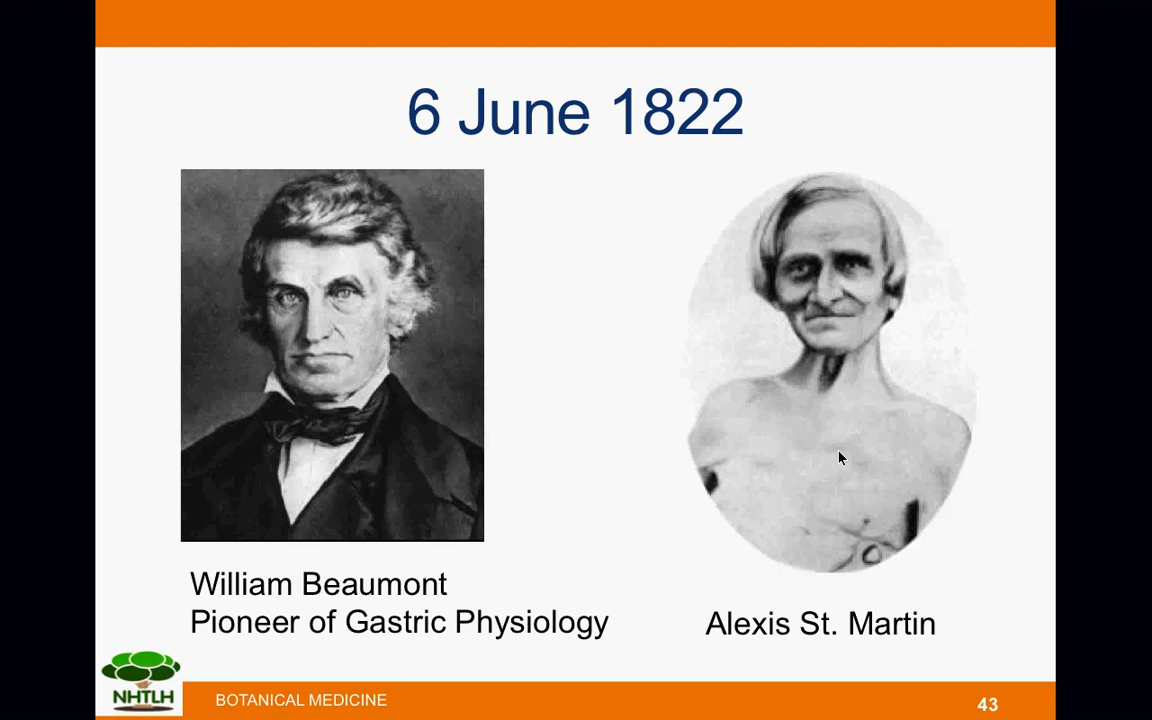 6 June 1822
William Beaumont
Pioneer of Gastric Physiology
Alexis St. Martin
NHTLH
BOTANICAL MEDICINE
43